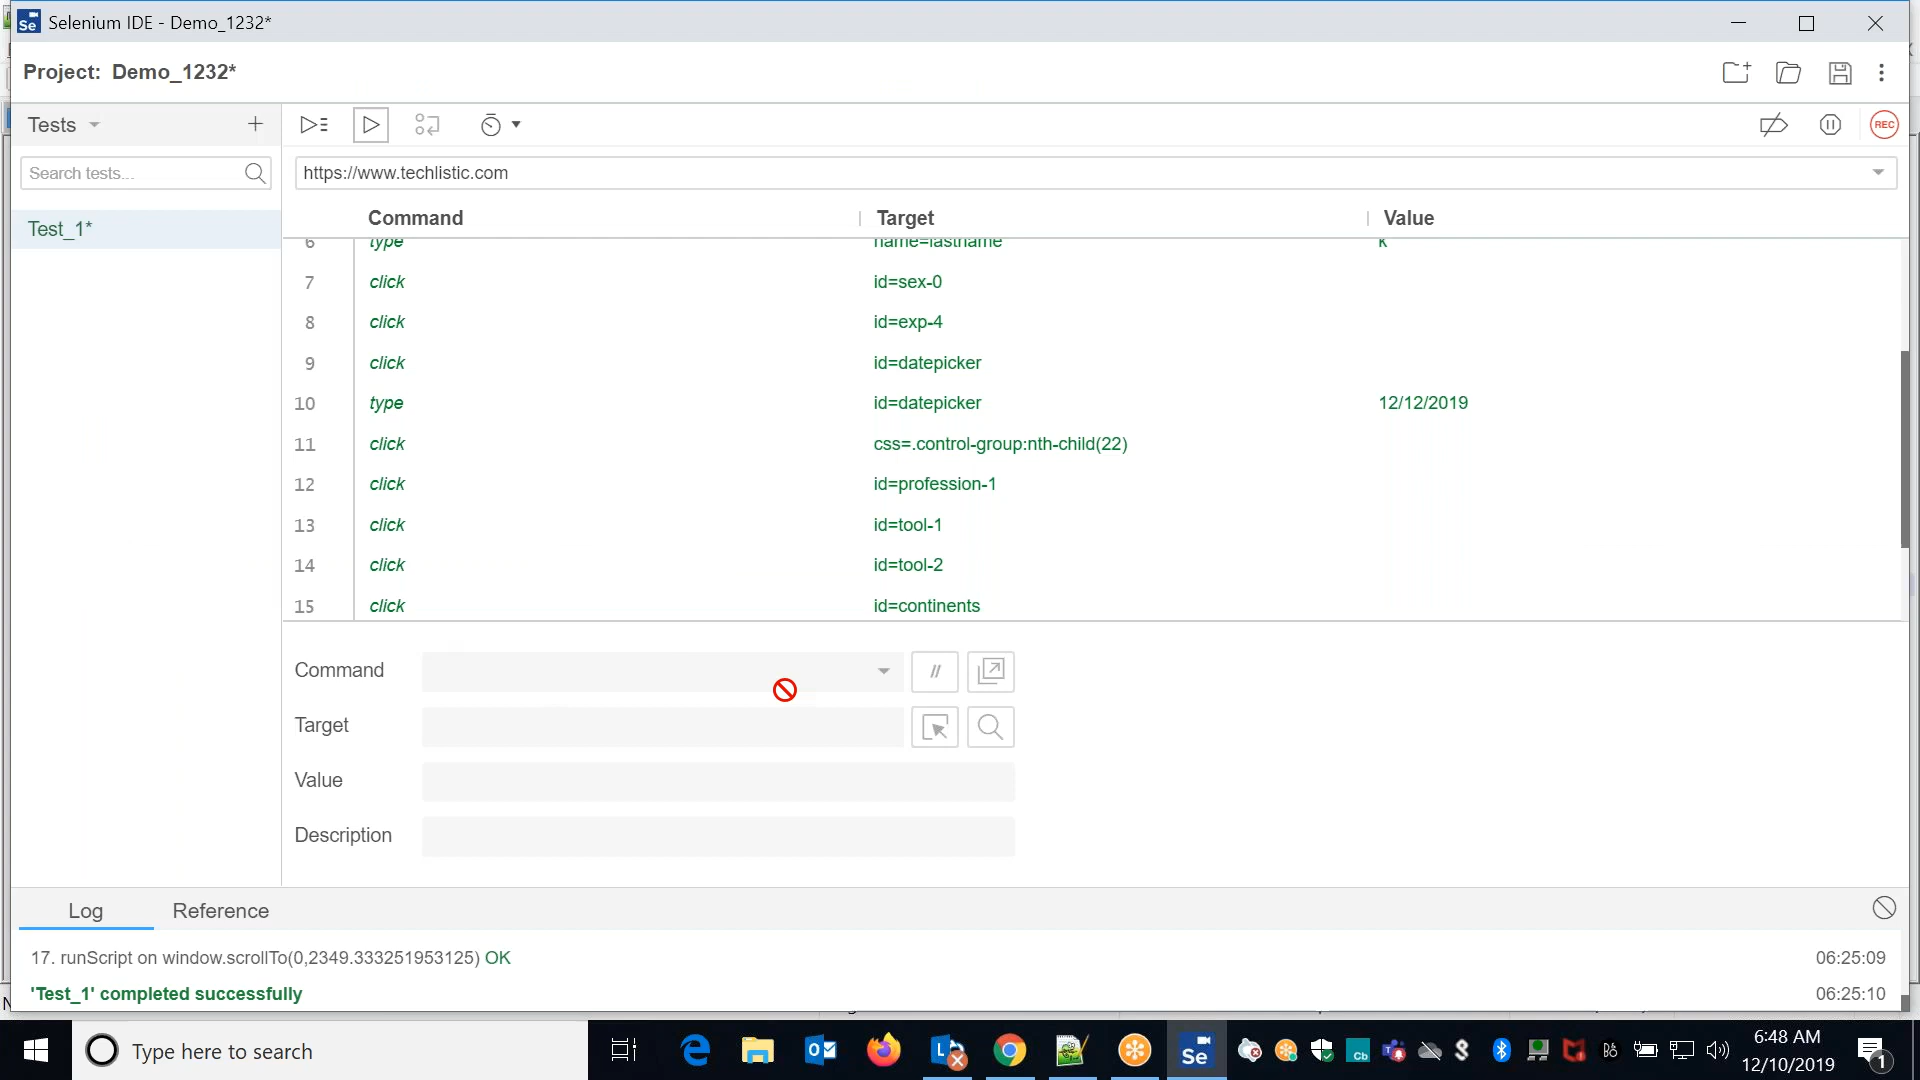 Selenium IDE - Demo_1232*
Project: Demo_1232*
Tests
REC
Search tests...
https://www.techlistic.com
Test_1*
Command Target Value
6 type name=lastname K
7 click id=sex-0
8 click id=exp-4
9 click id=datepicker
10 type id=datepicker 12/12/2019
11 click css=.control-group:nth-child(22)
12 click id=profession-1
13 click id=tool-1
14 click id=tool-2
15 click id=continents
Command //
Target
Value
Description
Log Reference
17. runScript on window.scrollTo(0,2349.333251953125) OK 06:25:09
'Test_1' completed successfully 06:25:10
Type here to search
Se
Cb
6:48 AM
12/10/2019
1